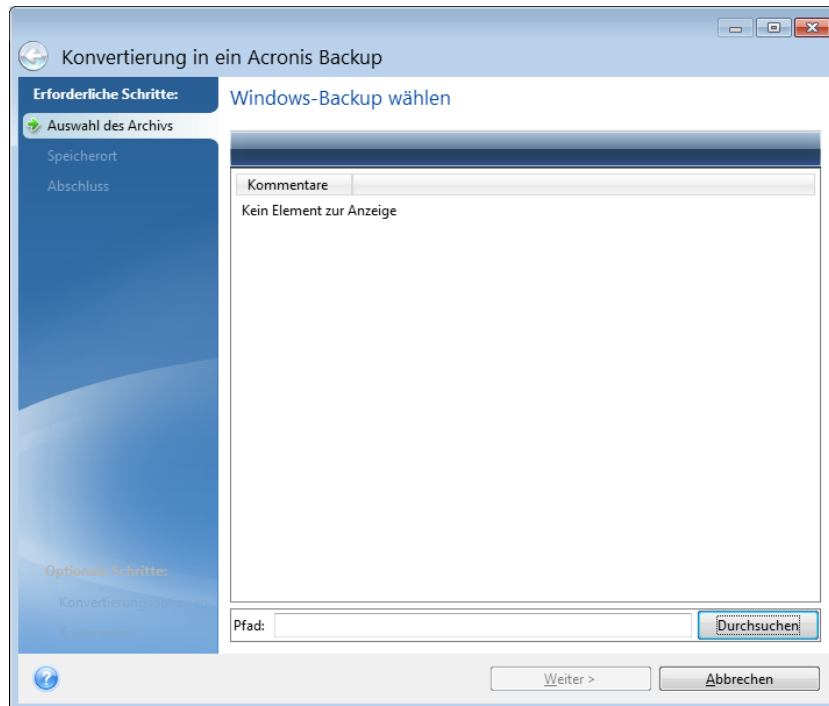 Konvertierung in ein Acronis Backup
Erforderliche Schritte:
Auswahl des Archivs
Speicherort
Abschluss
Optionale Schritte:
Windows-Backup wählen
Kommentare
Kein Element zur Anzeige
Pfad:
Durchsuchen
Weiter >
Abbrechen